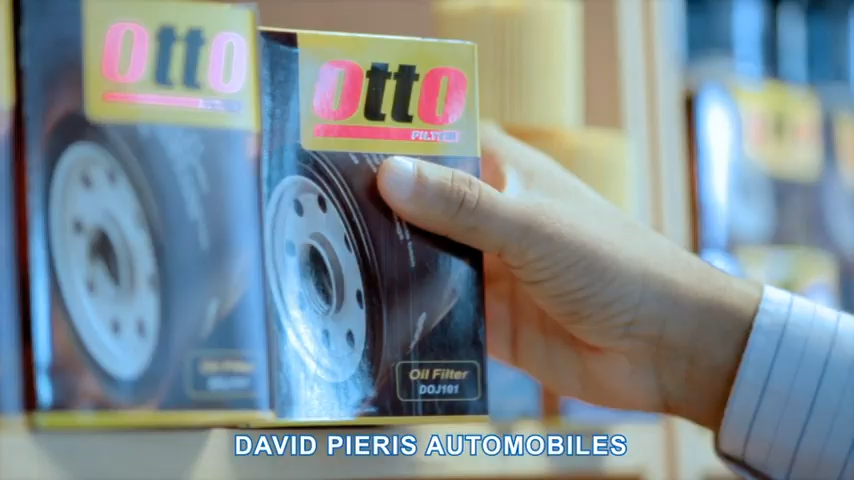 OttO
OttO
FILTER
Oil Filter
DOJ101
DAVID PIERIS AUTOMOBILES